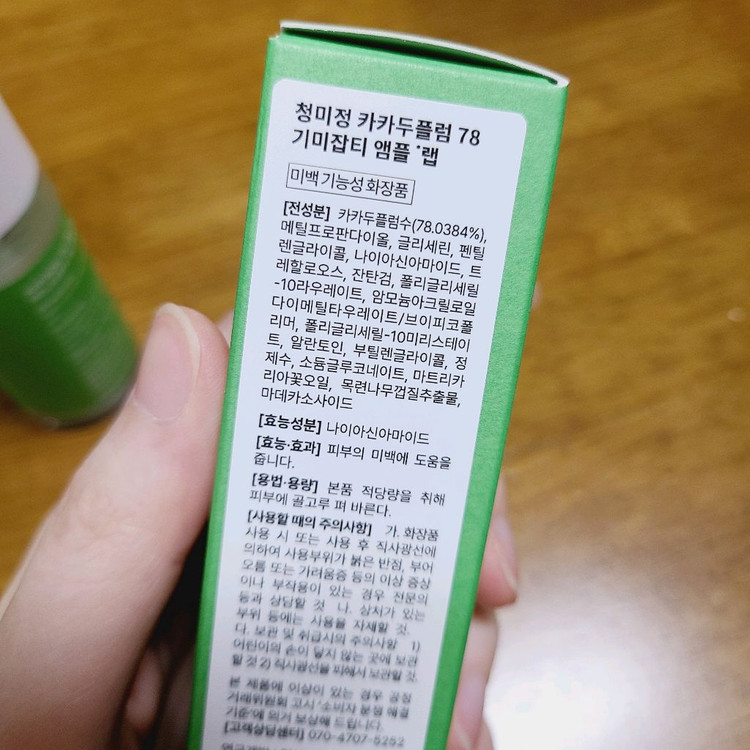 청미정 카카두플럼 78
기미잡티 앰플 *랩
미백 기능성 화장품
[전성분] 카카두플럼수(78.0384%),
메틸프로판다이올, 글리세린, 펜틸
렌글라이콜, 나이아신아마이드, 트
레할로오스, 잔탄검, 폴리글리세릴
-10라우레이트, 암모늄아크릴로일
다이메틸타우레이트/브이피코폴
리머, 폴리글리세릴-10미리스테이
트, 알란토인, 부틸렌글라이콜, 정
제수, 소듐글루코네이트, 마트리카
리아꽃오일, 목련나무껍질추출물,
마데카소사이드
[효능성분] 나이아신아마이드
[효능·효과] 피부의 미백에 도움을
줍니다.
[용법·용량] 본품 적당량을 취해
피부에 골고루 펴 바른다.
[사용할 때의 주의사항] 가. 화장품
사용 시 또는 사용 후 직사광선에
의하여 사용부위가 붉은 반점, 부어
오름 또는 가려움증 등의 이상 증상
이나 부작용이 있는 경우 전문의
등과 상담할 것 나. 상처가 있는
부위 등에는 사용을 자제할 것.
다. 보관 및 취급시의 주의사항 1)
어린이의 손이 닿지 않는 곳에 보관
할 것 2) 직사광선을 피해서 보관할 것.
본 제품에 이상이 있는 경우 공정
거래위원회 고시 '소비자 분쟁 해결
기준'에 의거 보상해 드립니다.
[고객상담센터] 070-4707-5252